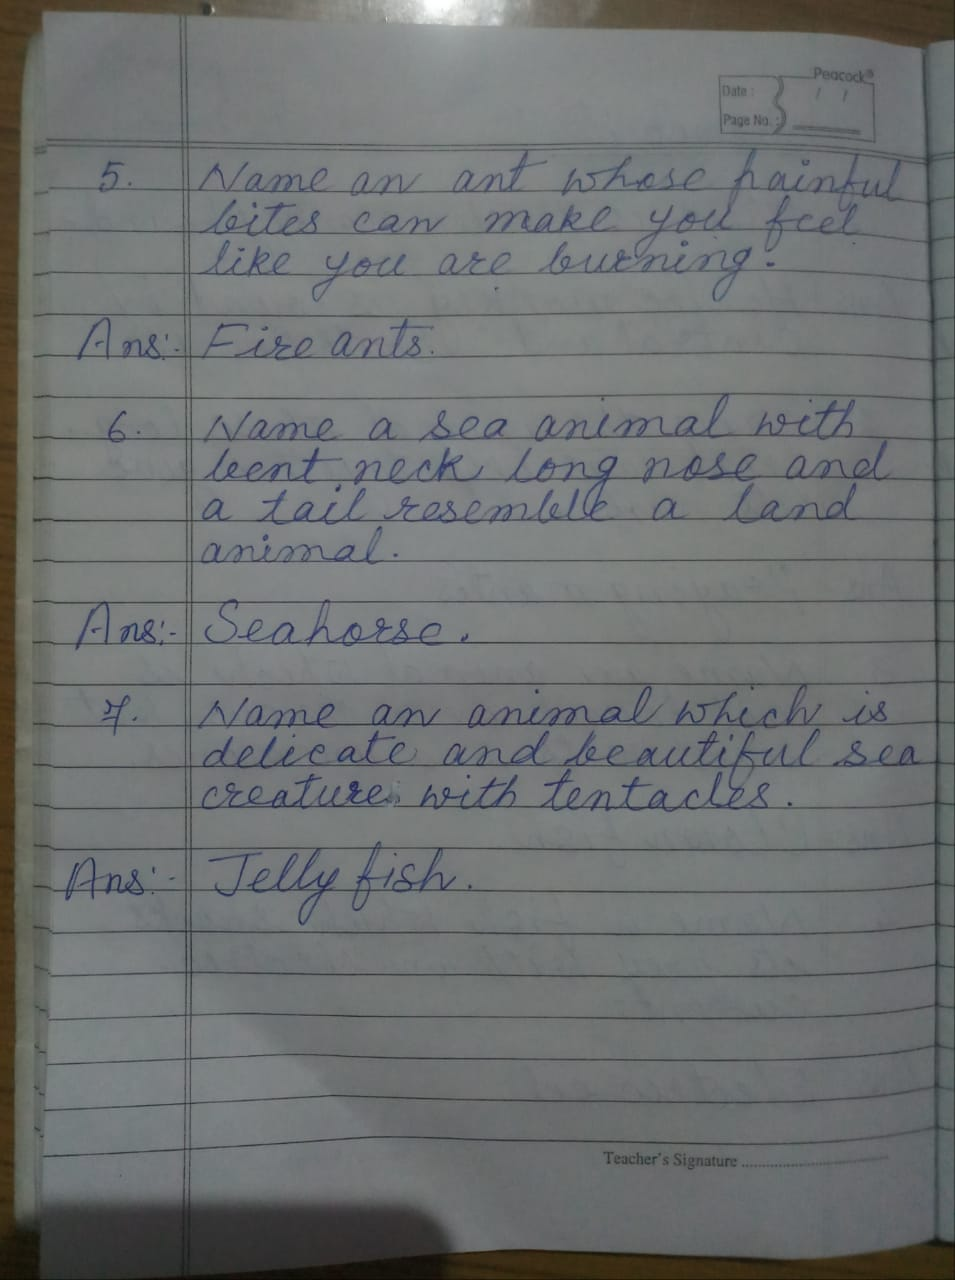 Peacock®
Date : / /
Page No. :
5. Name an ant whose painful
bites can make you feel
like you are burning.
Ans:- Fire ants.
6. Name a sea animal with
bent neck long nose and
a tail resemble a land
animal.
Ans:- Seahorse.
7. Name an animal which is
delicate and beautiful sea
creature with tentacles.
Ans:- Jelly fish.
Teacher's Signature ..............................